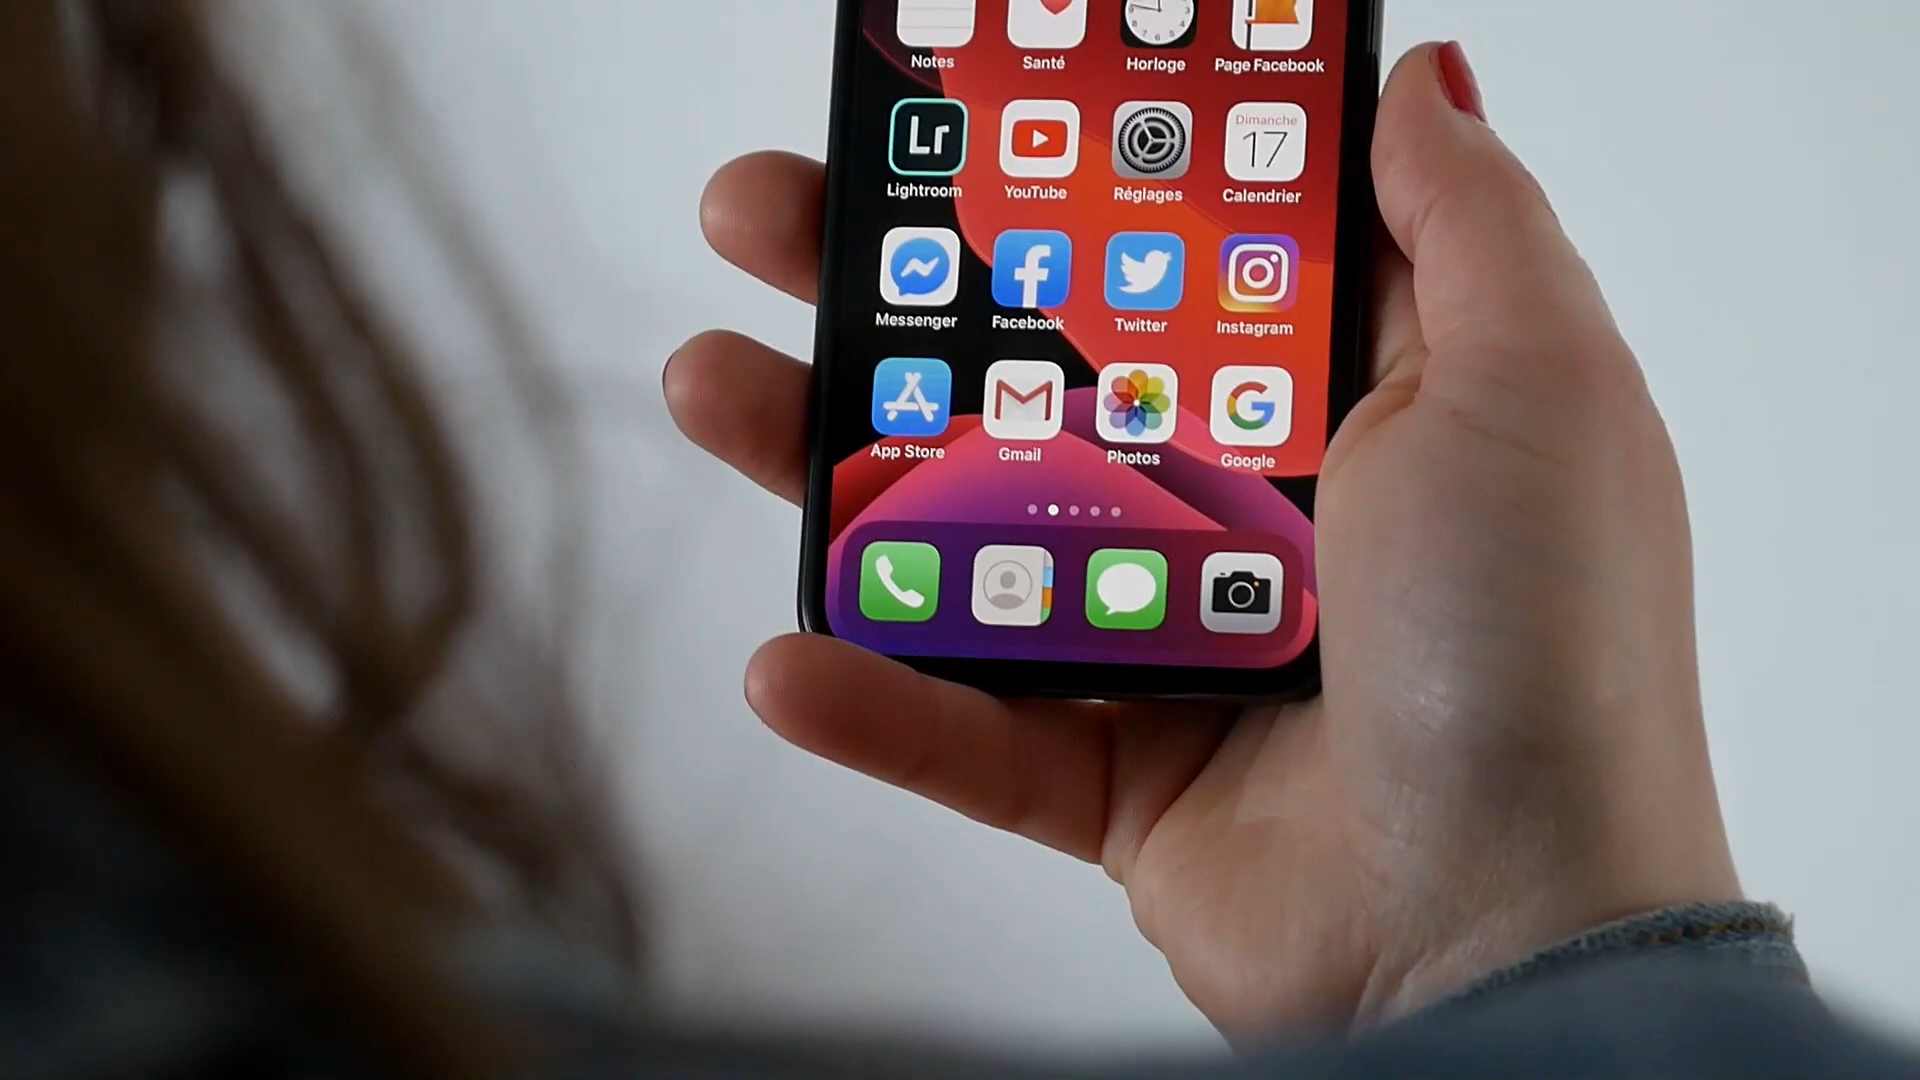 Notes Santé Horloge Page Facebook
Lr
Dimanche
17
Lightroom YouTube Réglages Calendrier
Messenger Facebook Twitter Instagram
App Store Gmail Photos Google